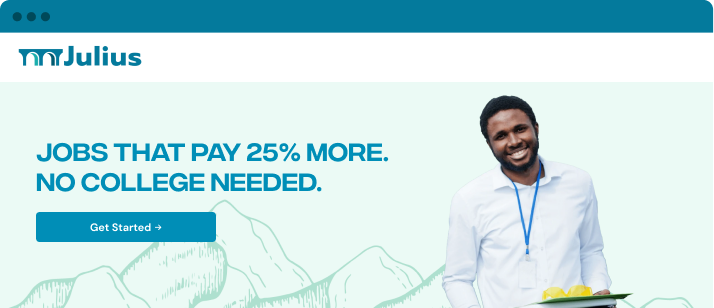 Julius
JOBS THAT PAY 25% MORE.
NO COLLEGE NEEDED.
Get Started →